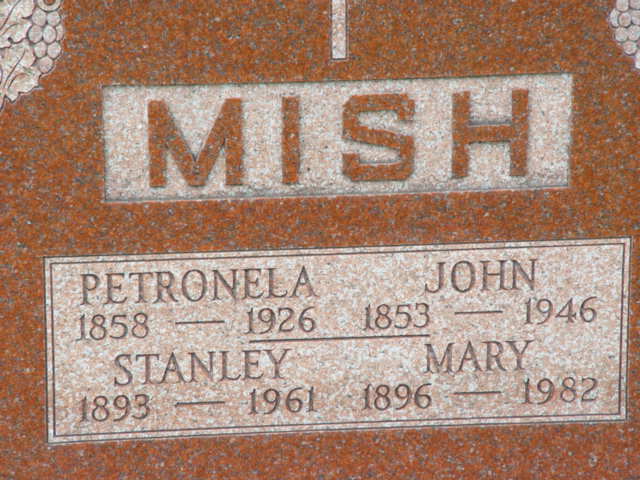 MISH
PETRONELA JOHN
1858 — 1926 1853 — 1946
STANLEY MARY
1893 — 1961 1896 — 1982